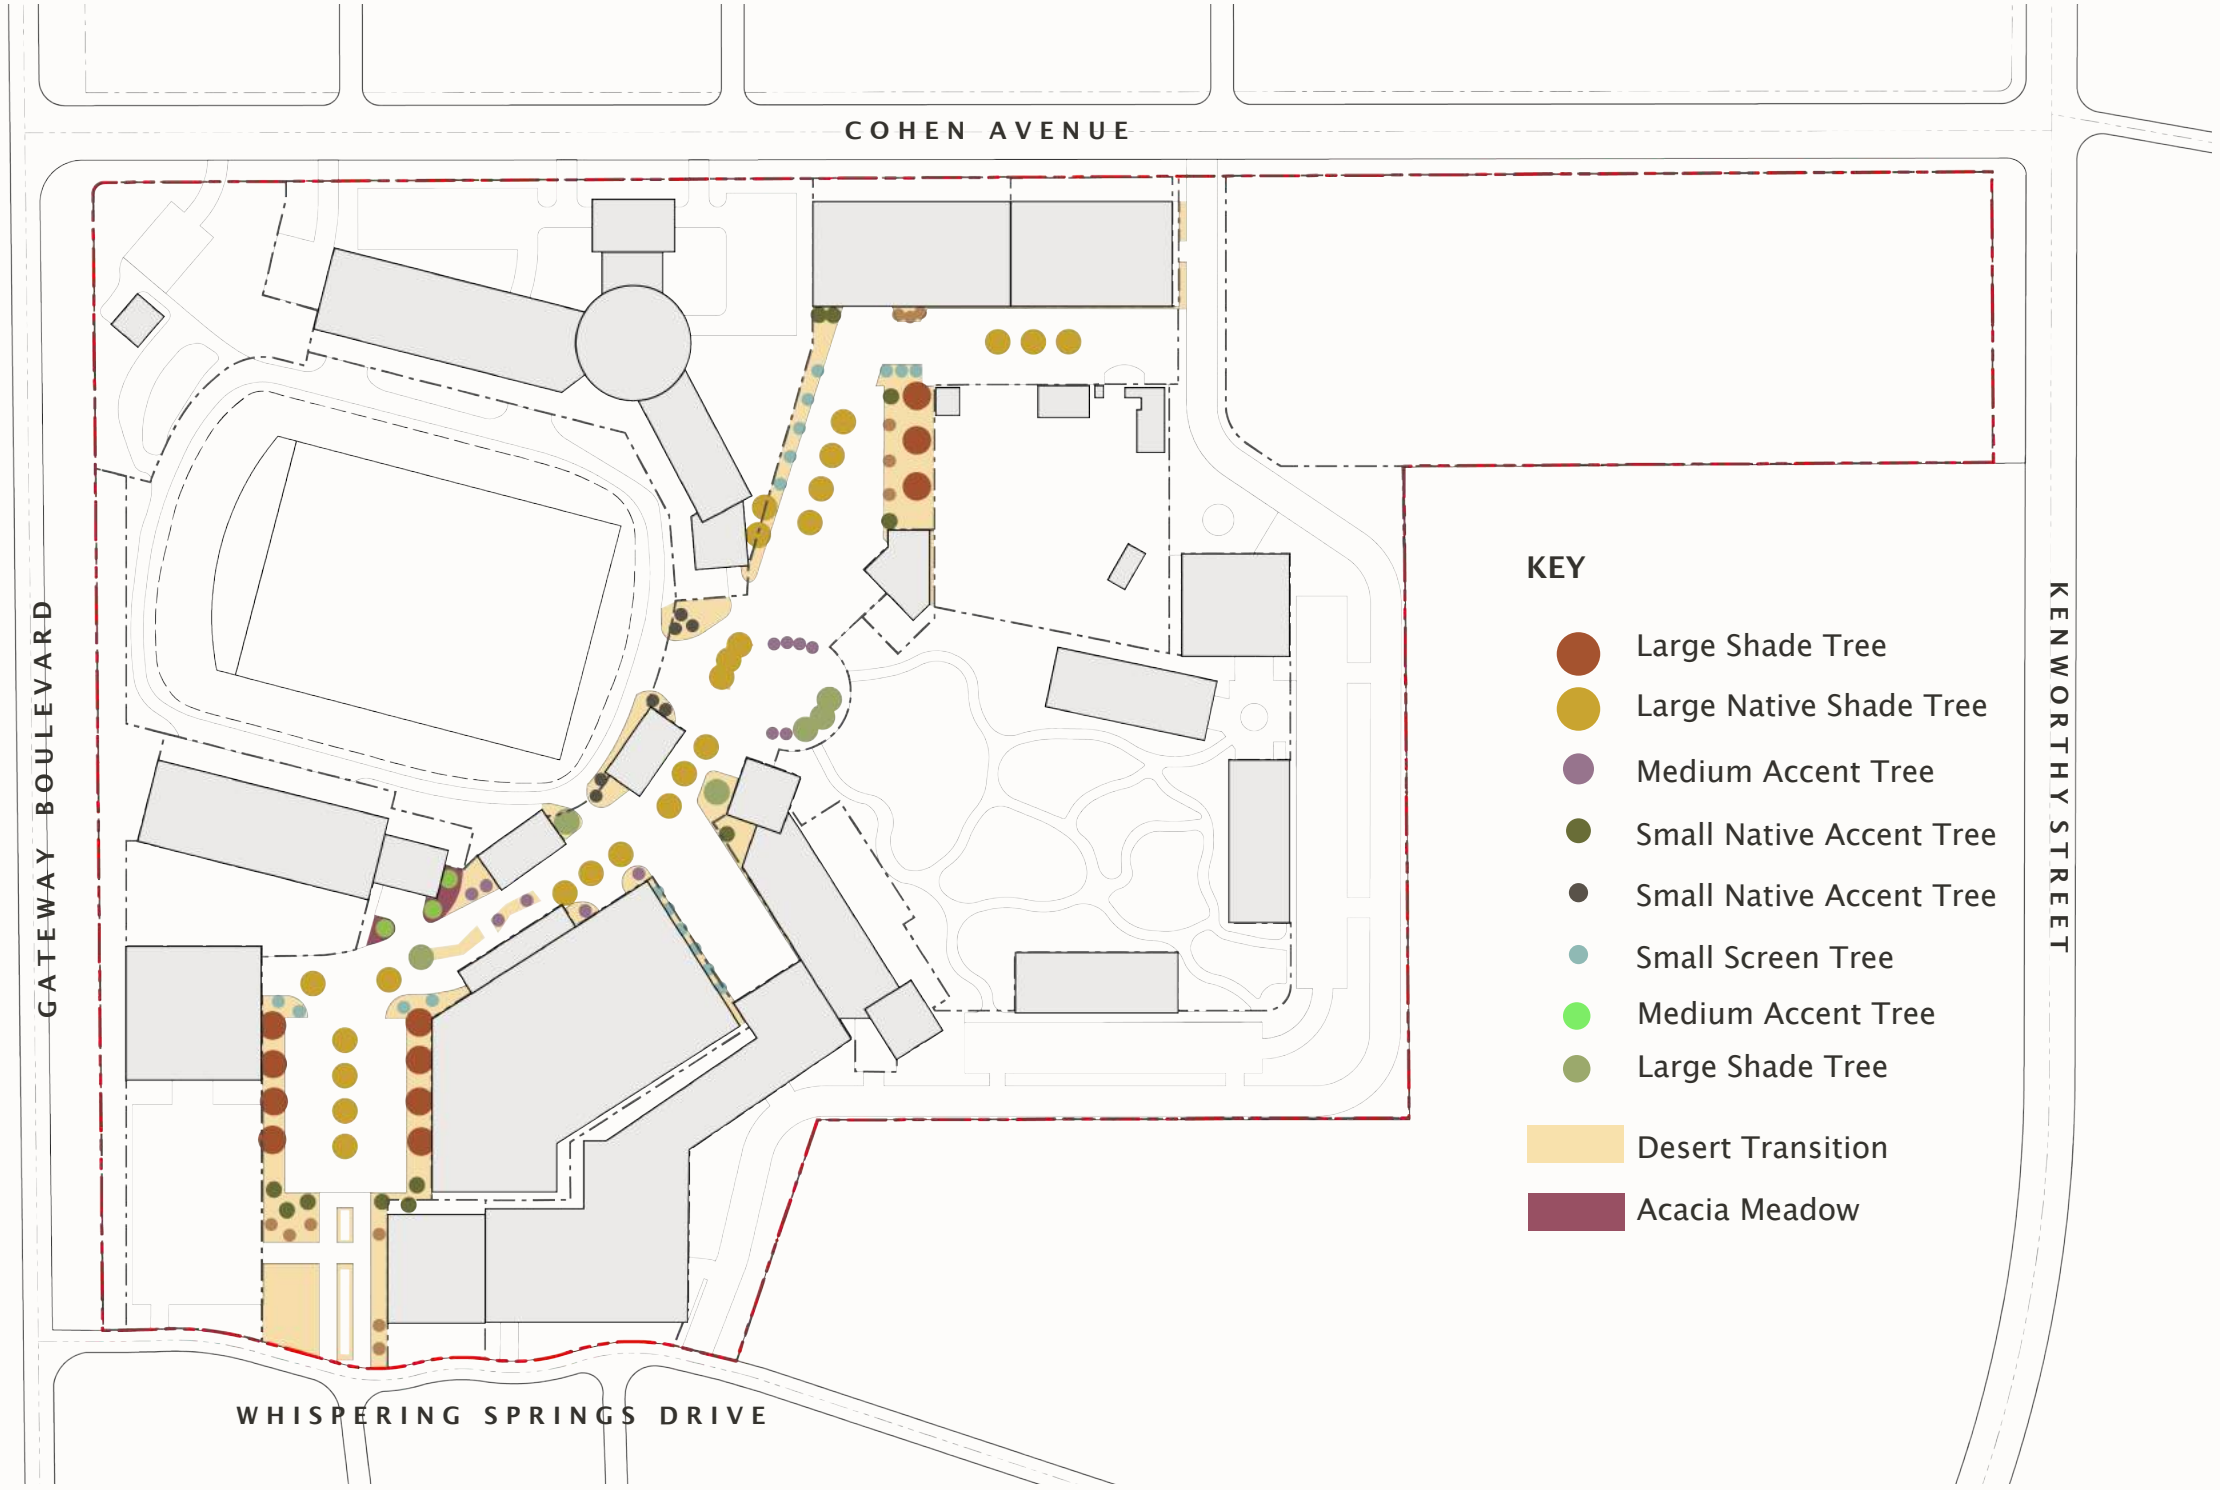 COHEN AVENUE
GATEWAY BOULEVARD
KENWORTHY STREET
KEY
Large Shade Tree
Large Native Shade Tree
Medium Accent Tree
Small Native Accent Tree
Small Native Accent Tree
Small Screen Tree
Medium Accent Tree
Large Shade Tree
Desert Transition
Acacia Meadow
WHISPERING SPRINGS DRIVE